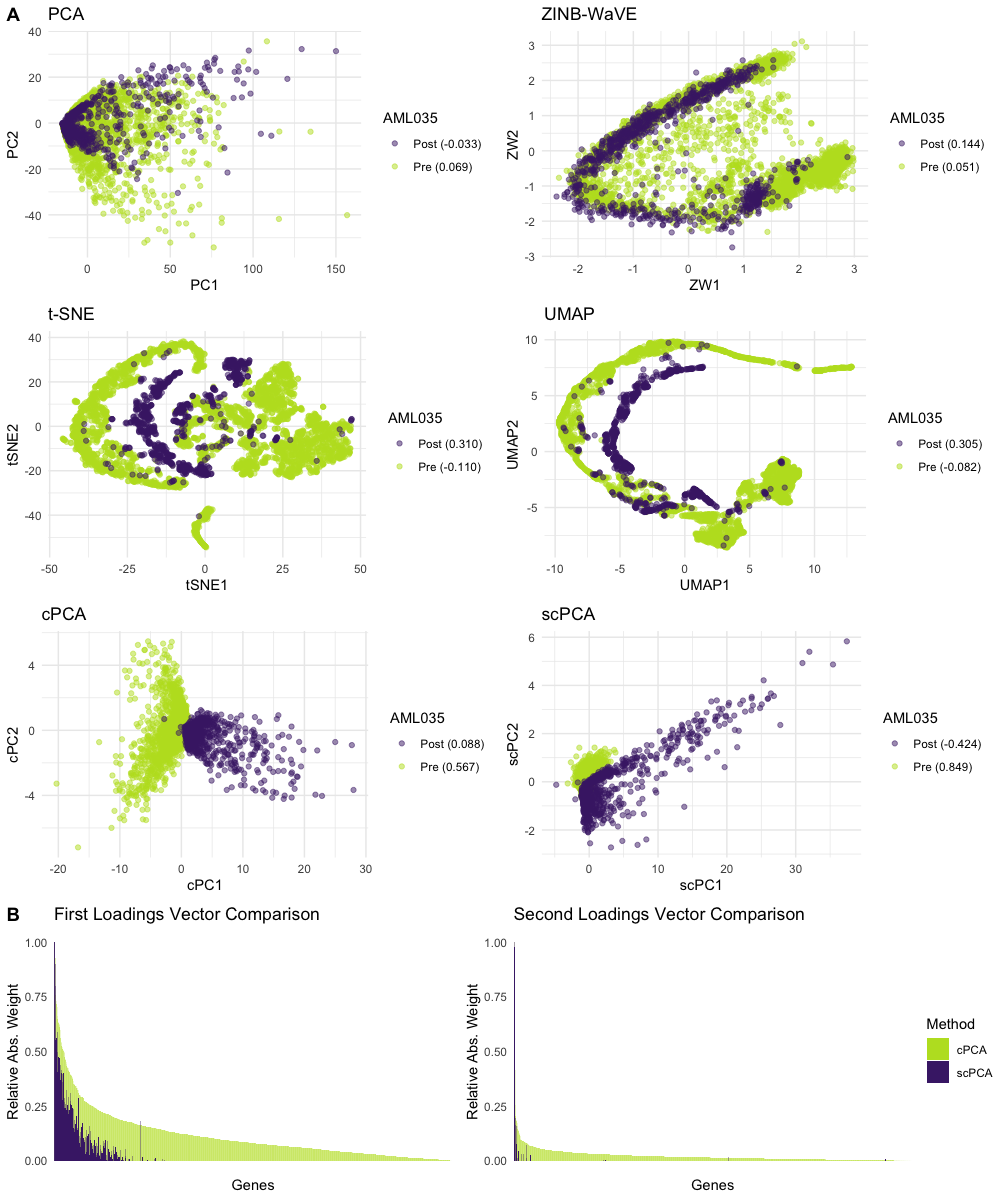 A
PCA
40
20
0
-20
-40
PC2
0
50
100
150
PC1
AML035
Post (-0.033)
Pre (0.069)
ZINB-WaVE
3
2
1
0
-1
-2
-3
ZW2
-2
-1
0
1
2
3
ZW1
AML035
Post (0.144)
Pre (0.051)
t-SNE
40
20
0
-20
-40
tSNE2
-50
-25
0
25
50
tSNE1
AML035
Post (0.310)
Pre (-0.110)
UMAP
10
5
0
-5
UMAP2
-10
-5
0
5
10
UMAP1
AML035
Post (0.305)
Pre (-0.082)
cPCA
4
0
-4
cPC2
-20
-10
0
10
20
30
cPC1
AML035
Post (0.088)
Pre (0.567)
scPCA
6
4
2
0
-2
scPC2
0
10
20
30
scPC1
AML035
Post (-0.424)
Pre (0.849)
B
First Loadings Vector Comparison
1.00
0.75
0.50
0.25
0.00
Relative Abs. Weight
Genes
Second Loadings Vector Comparison
1.00
0.75
0.50
0.25
0.00
Relative Abs. Weight
Genes
Method
cPCA
scPCA